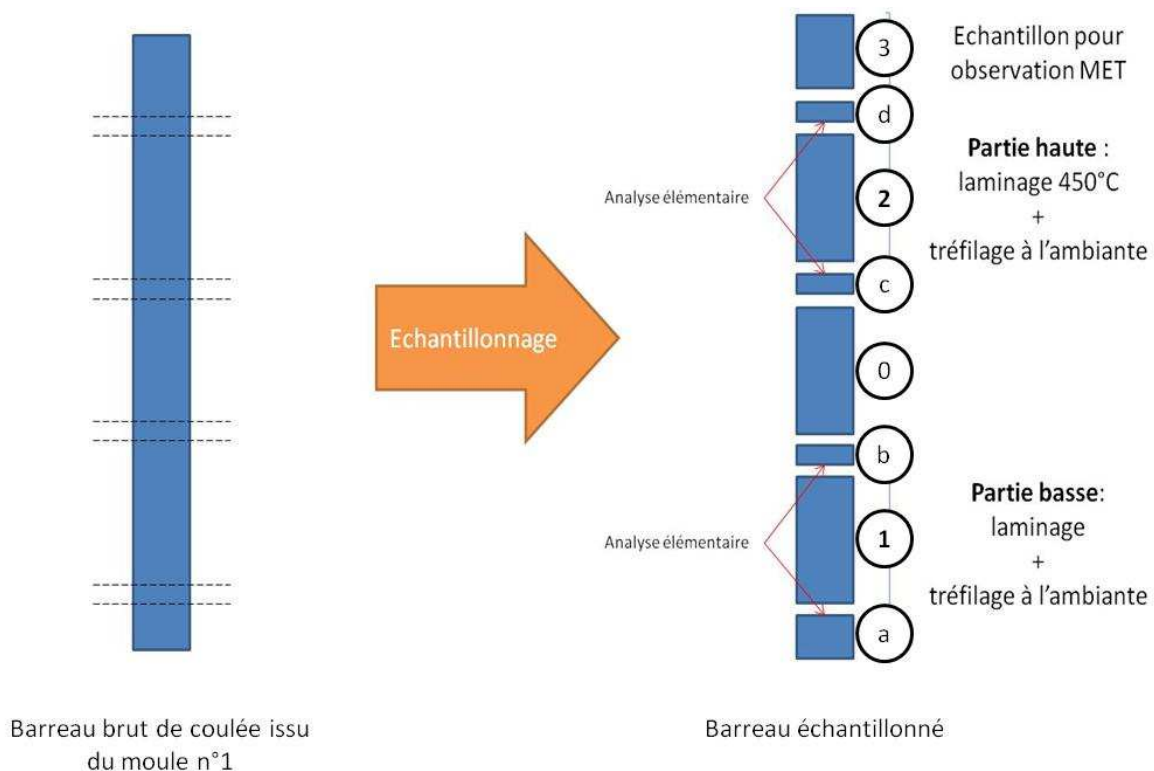 3
Echantillon pour
observation MET
d
Partie haute :
laminage 450°C
+
tréfilage à l'ambiante
Analyse élémentaire
2
c
Echantillonnage
0
b
Partie basse:
laminage
+
tréfilage à l'ambiante
Analyse élémentaire
1
a
Barreau brut de coulée issu
du moule n°1
Barreau échantillonné